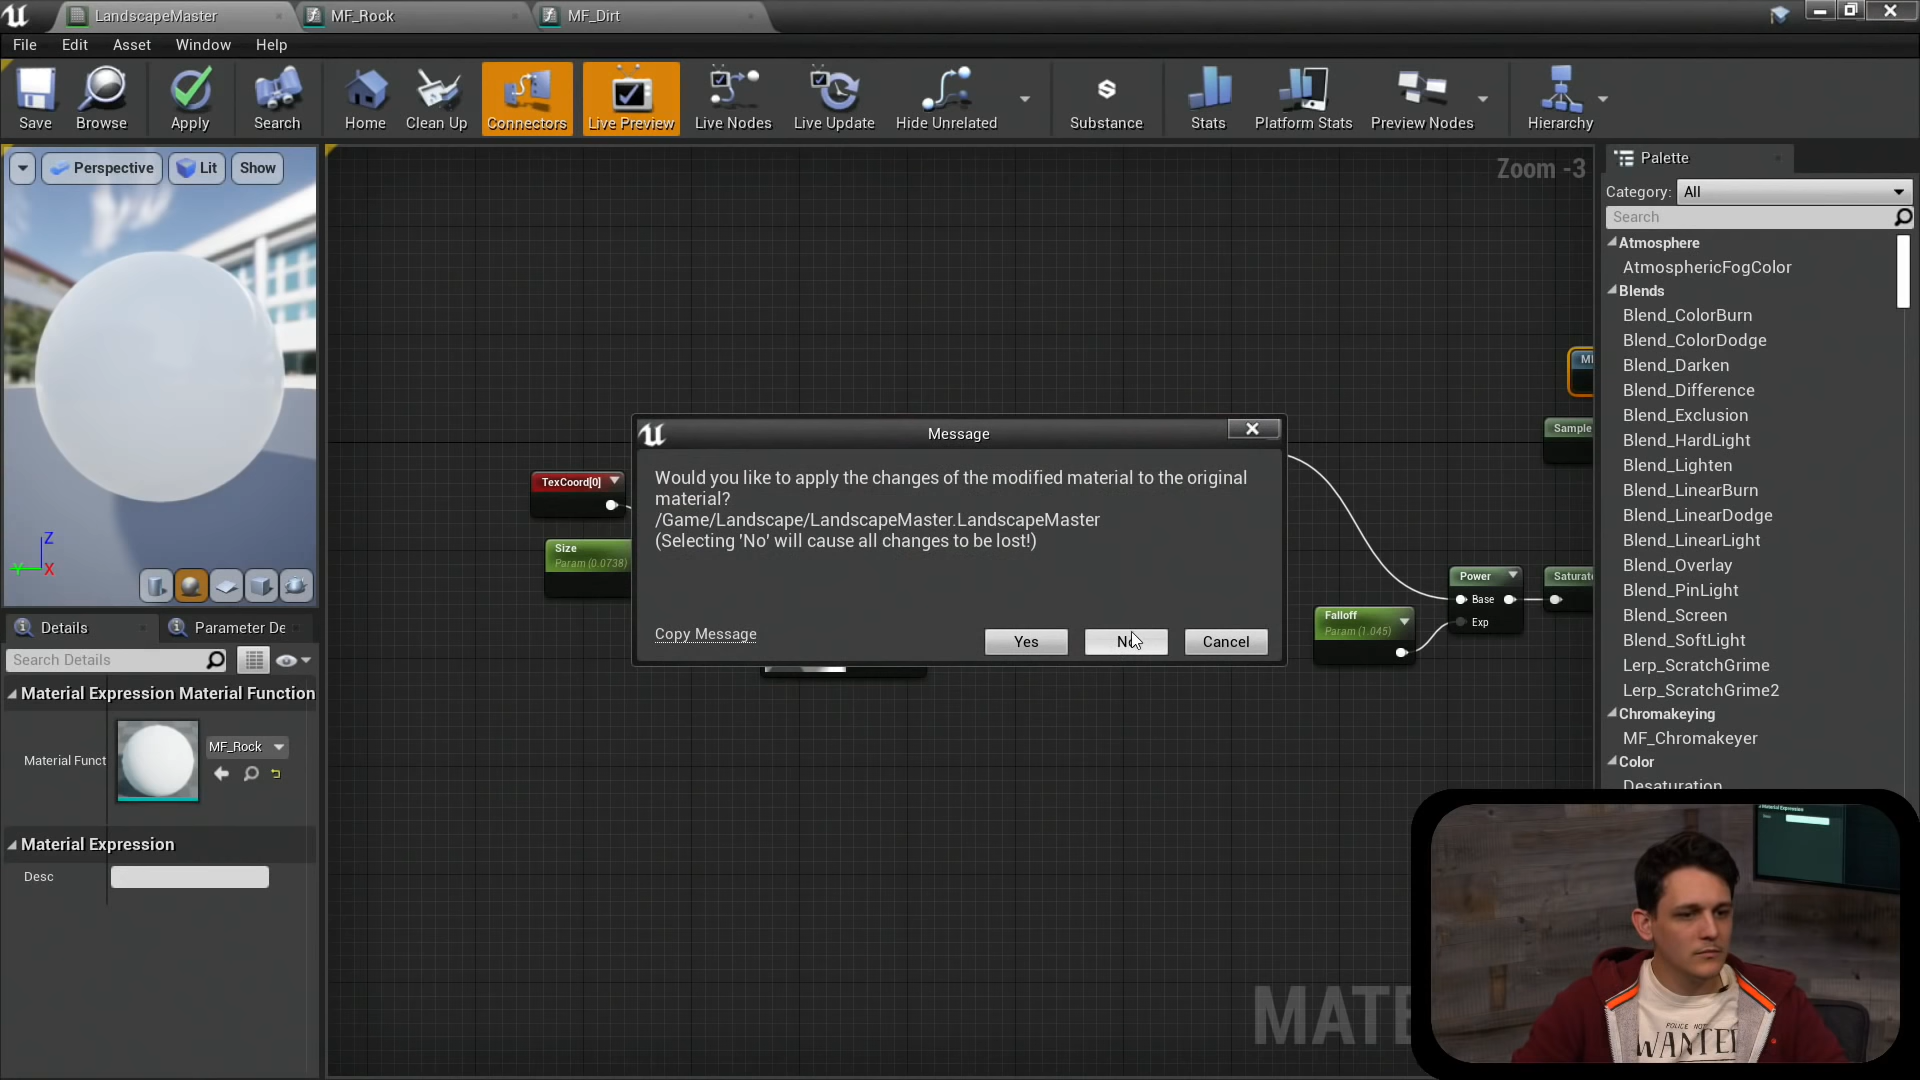 LandscapeMaster
MF_Rock
MF_Dirt
File
Edit
Asset
Window
Help
Save
Browse
Apply
Search
Home
Clean Up
Connectors
Live Preview
Live Nodes
Live Update
Hide Unrelated
Substance
Stats
Platform Stats
Preview Nodes
Hierarchy
Perspective
Lit
Show
Zoom -3
Palette
Category:
All
Search
Atmosphere
AtmosphericFogColor
Blends
Blend_ColorBurn
Blend_ColorDodge
Blend_Darken
Blend_Difference
Blend_Exclusion
Blend_HardLight
Blend_Lighten
Blend_LinearBurn
Blend_LinearDodge
Blend_LinearLight
Blend_Overlay
Blend_PinLight
Blend_Screen
Blend_SoftLight
Lerp_ScratchGrime
Lerp_ScratchGrime2
Chromakeying
MF_Chromakeyer
Color
Desaturation
Message
Would you like to apply the changes of the modified material to the original
material?
/Game/Landscape/LandscapeMaster.LandscapeMaster
(Selecting 'No' will cause all changes to be lost!)
Copy Message
Yes
No
Cancel
TexCoord[0]
Size
Param (0.0738)
Sample
Power
Base
Exp
Saturate
Falloff
Param (1.045)
Z
Y
X
Details
Parameter De
Search Details
Material Expression Material Function
Material Funct
MF_Rock
Material Expression
Desc
MATE
POLICE NOT
WANTED